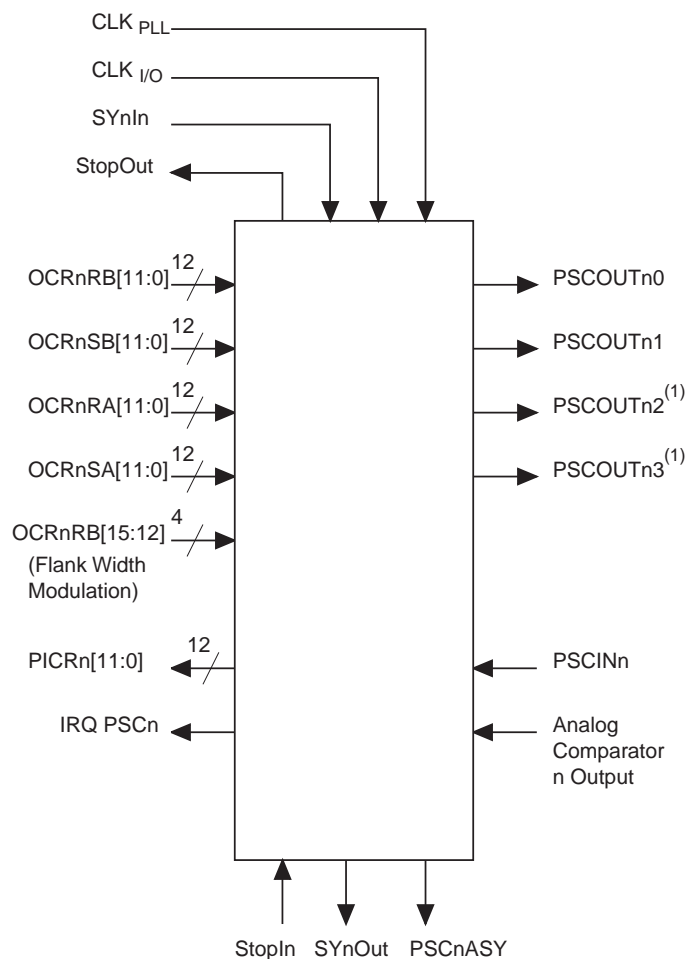 CLK PLL
CLK I/O
SYnIn
StopOut
OCRnRB[11:0] 12
PSCOUTn0
OCRnSB[11:0] 12
PSCOUTn1
OCRnRA[11:0] 12
PSCOUTn2(1)
OCRnSA[11:0] 12
PSCOUTn3(1)
OCRnRB[15:12] 4
(Flank Width
Modulation)
PICRn[11:0] 12
PSCINn
IRQ PSCn
Analog
Comparator
n Output
StopIn SYnOut PSCnASY